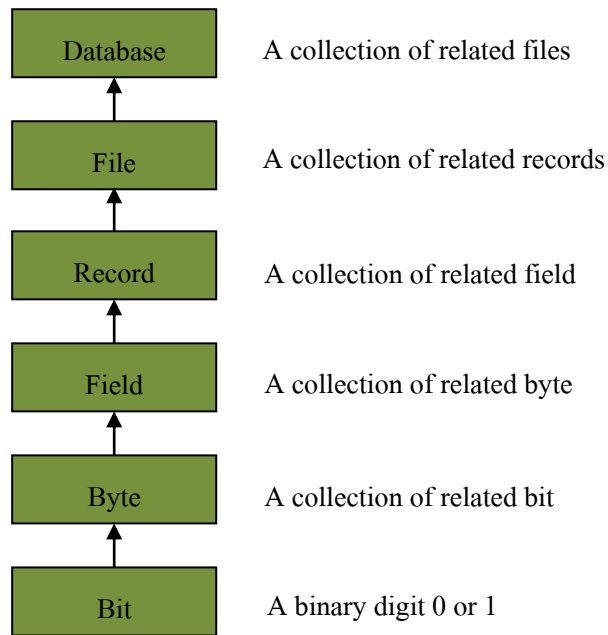 Database A collection of related files
File A collection of related records
Record A collection of related field
Field A collection of related byte
Byte A collection of related bit
Bit A binary digit 0 or 1